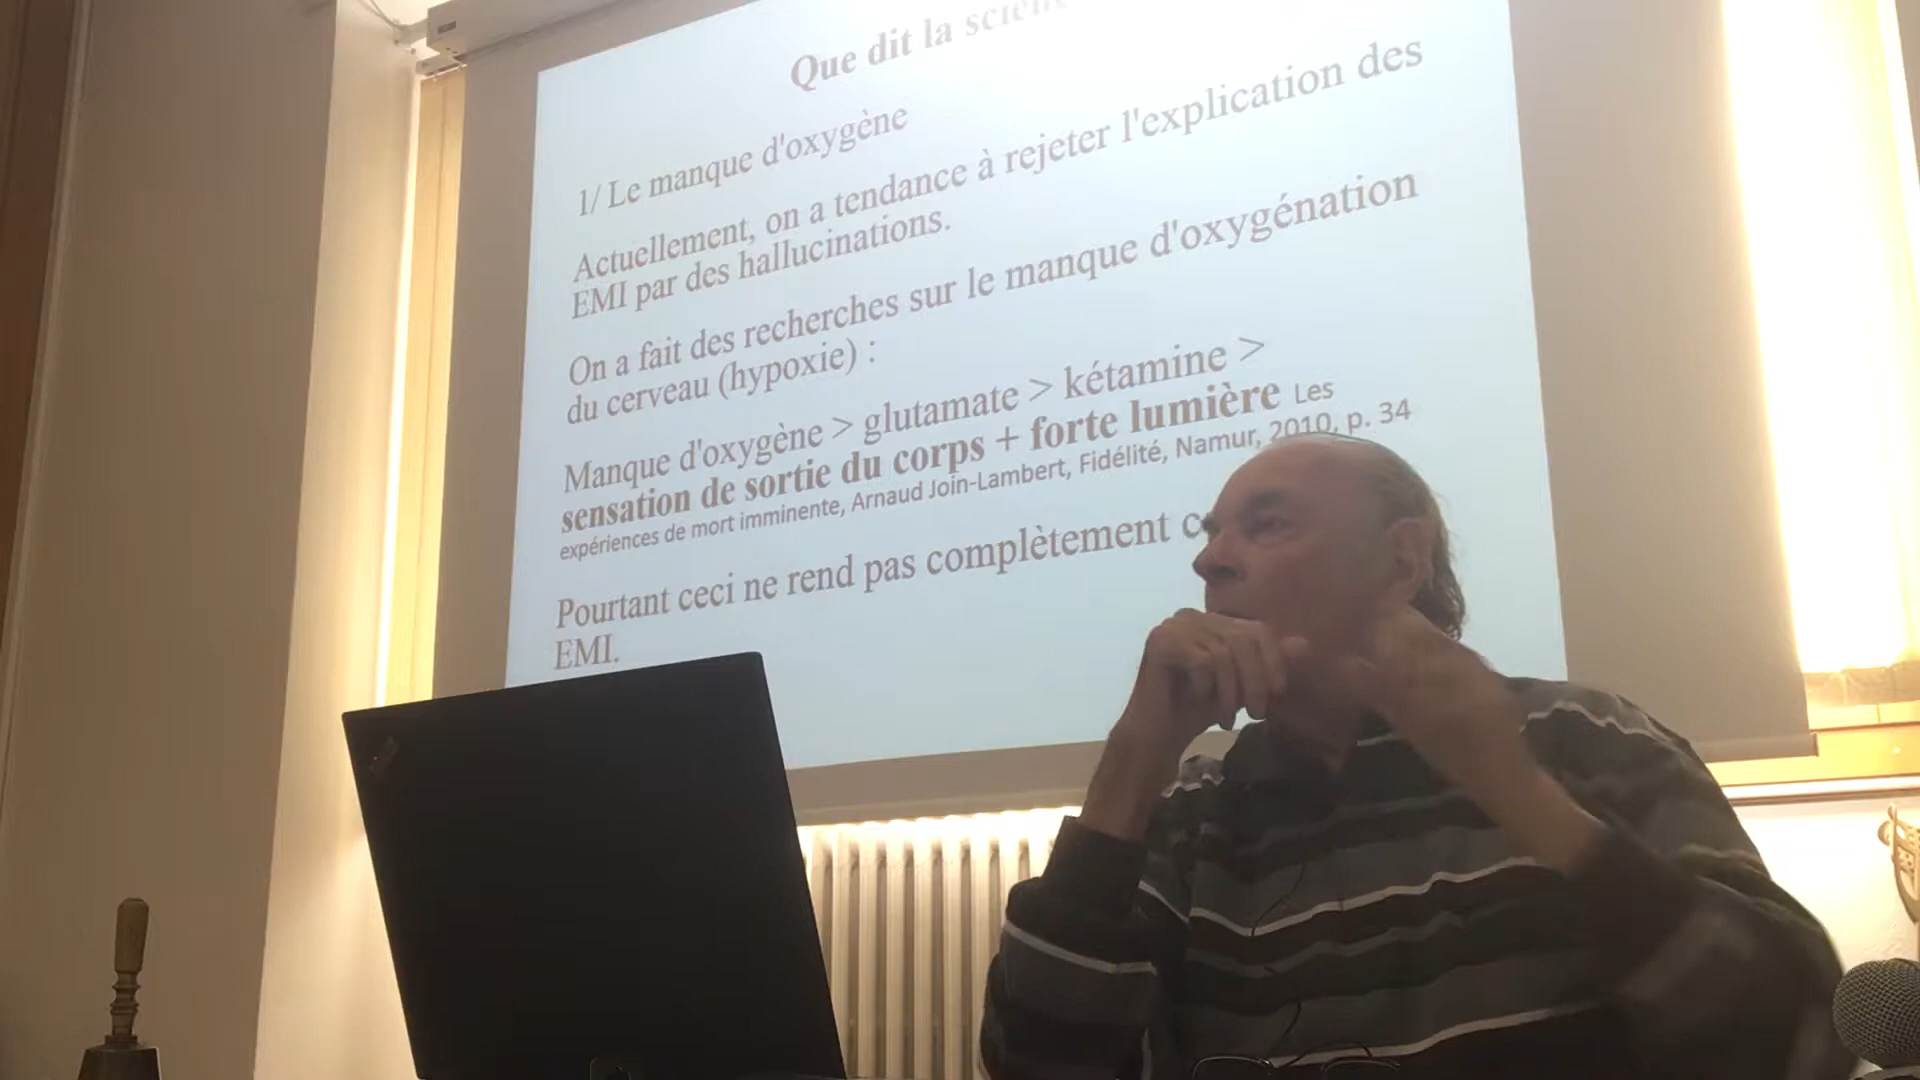 Que dit la
1/ Le manque d'oxygène
Actuellement, on a tendance à rejeter l'explication des
EMI par des hallucinations.
On a fait des recherches sur le manque d'oxygénation
du cerveau (hypoxie) :
Manque d'oxygène > glutamate > kétamine >
sensation de sortie du corps + forte lumière Les
expériences de mort imminente, Arnaud Join-Lambert, Fidélité, Namur, 2010, p. 34
Pourtant ceci ne rend pas complètement
EMI.